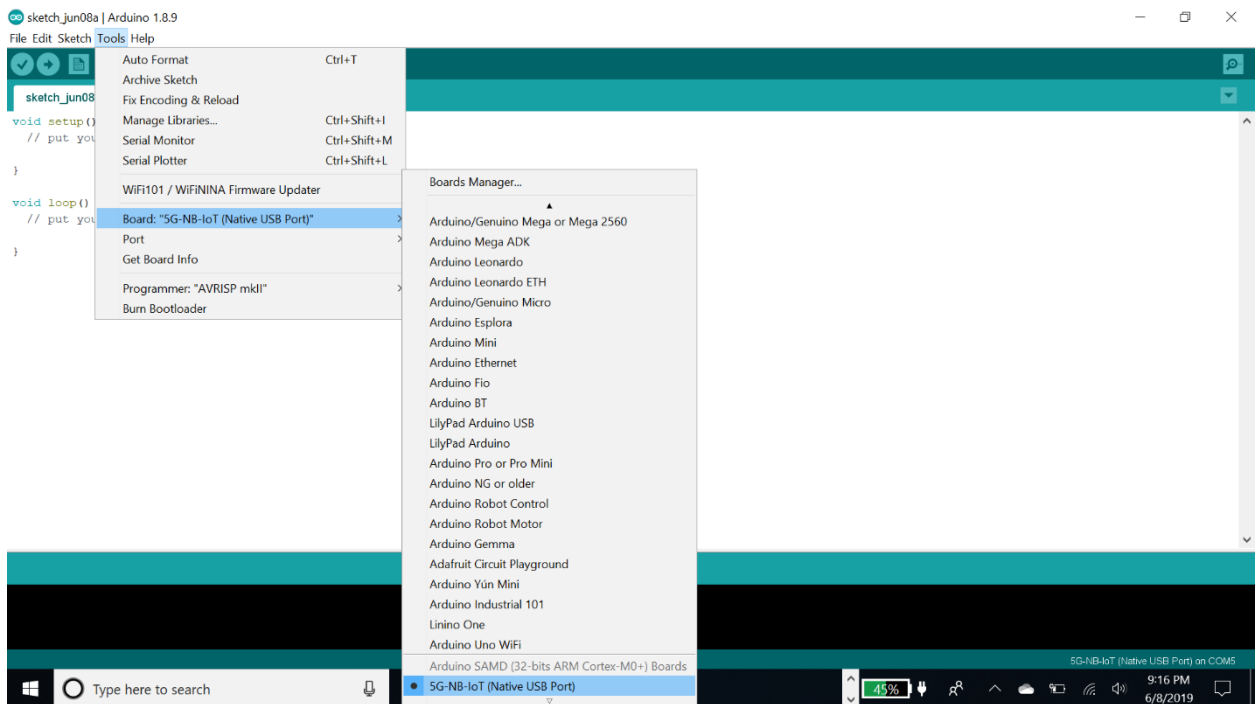 sketch_jun08a | Arduino 1.8.9
File Edit Sketch Tools Help
sketch_jun08
void setup()
// put you
}
void loop()
// put you
}
Auto Format Ctrl+T
Archive Sketch
Fix Encoding & Reload
Manage Libraries... Ctrl+Shift+I
Serial Monitor Ctrl+Shift+M
Serial Plotter Ctrl+Shift+L
WiFi101 / WiFiNINA Firmware Updater
Board: "5G-NB-IoT (Native USB Port)"
Port
Get Board Info
Programmer: "AVRISP mkII"
Burn Bootloader
Boards Manager...
Arduino/Genuino Mega or Mega 2560
Arduino Mega ADK
Arduino Leonardo
Arduino Leonardo ETH
Arduino/Genuino Micro
Arduino Esplora
Arduino Mini
Arduino Ethernet
Arduino Fio
Arduino BT
LilyPad Arduino USB
LilyPad Arduino
Arduino Pro or Pro Mini
Arduino NG or older
Arduino Robot Control
Arduino Robot Motor
Arduino Gemma
Adafruit Circuit Playground
Arduino Yún Mini
Arduino Industrial 101
Linino One
Arduino Uno WiFi
Arduino SAMD (32-bits ARM Cortex-M0+) Boards
5G-NB-IoT (Native USB Port)
5G-NB-IoT (Native USB Port) on COM5
Type here to search
45%
9:16 PM
6/8/2019